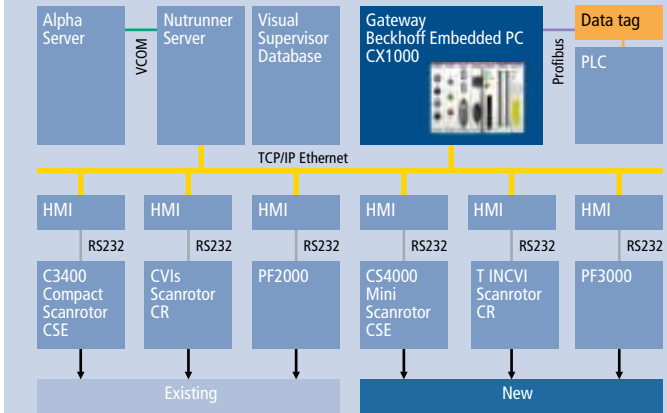 Alpha
Server
VCOM
Nutrunner
Server
Visual
Supervisor
Database
Gateway
Beckhoff Embedded PC
CX1000
Profibus
Data tag
PLC
TCP/IP Ethernet
HMI
HMI
HMI
HMI
HMI
HMI
RS232
RS232
RS232
RS232
RS232
RS232
C3400
Compact
Scanrotor
CSE
CVIs
Scanrotor
CR
PF2000
CS4000
Mini
Scanrotor
CSE
T INCVI
Scanrotor
CR
PF3000
Existing
New